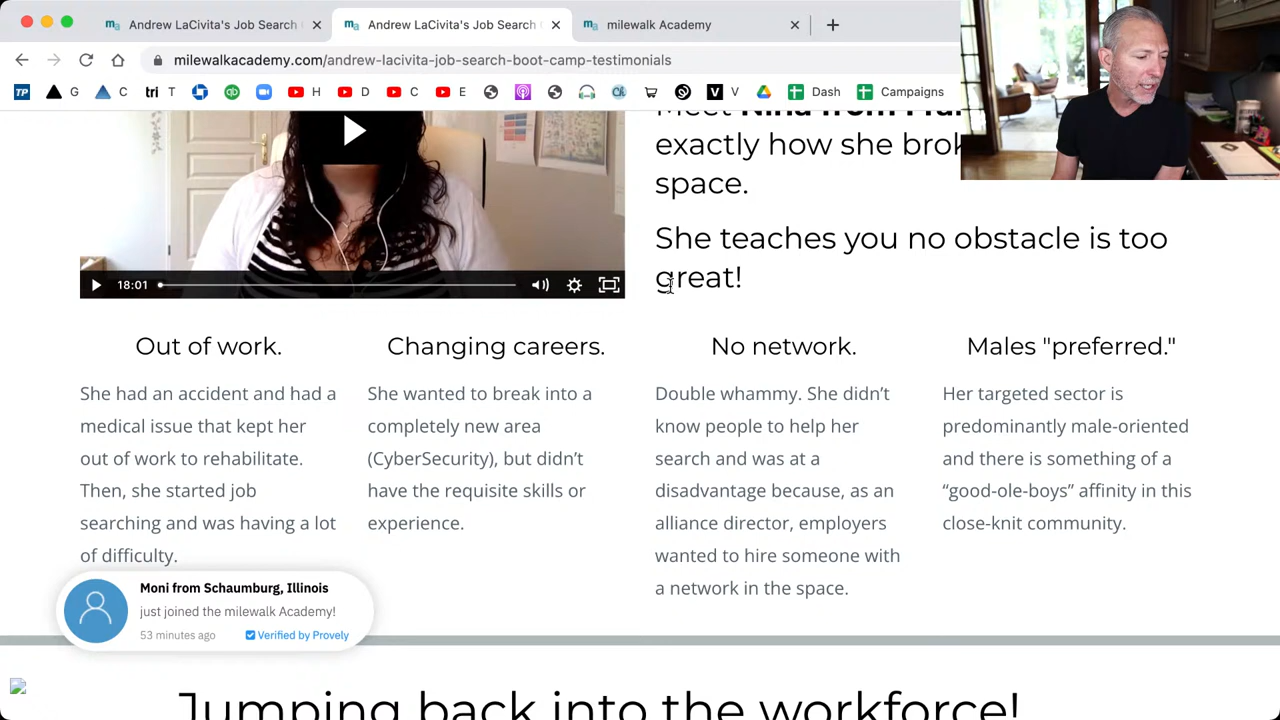 Andrew LaCivita's Job Search
Andrew LaCivita's Job Search
milewalk Academy
milewalkacademy.com/andrew-lacivita-job-search-boot-camp-testimonials
TP G C tri T H D C E V V Dash Campaigns
exactly how she brok
space.
She teaches you no obstacle is too
great!
18:01
Out of work.
She had an accident and had a
medical issue that kept her
out of work to rehabilitate.
Then, she started job
searching and was having a lot
of difficulty.
Changing careers.
She wanted to break into a
completely new area
(CyberSecurity), but didn’t
have the requisite skills or
experience.
No network.
Double whammy. She didn’t
know people to help her
search and was at a
disadvantage because, as an
alliance director, employers
wanted to hire someone with
a network in the space.
Males "preferred."
Her targeted sector is
predominantly male-oriented
and there is something of a
“good-ole-boys” affinity in this
close-knit community.
Moni from Schaumburg, Illinois
just joined the milewalk Academy!
53 minutes ago Verified by Provely
Jumping back into the workforce!